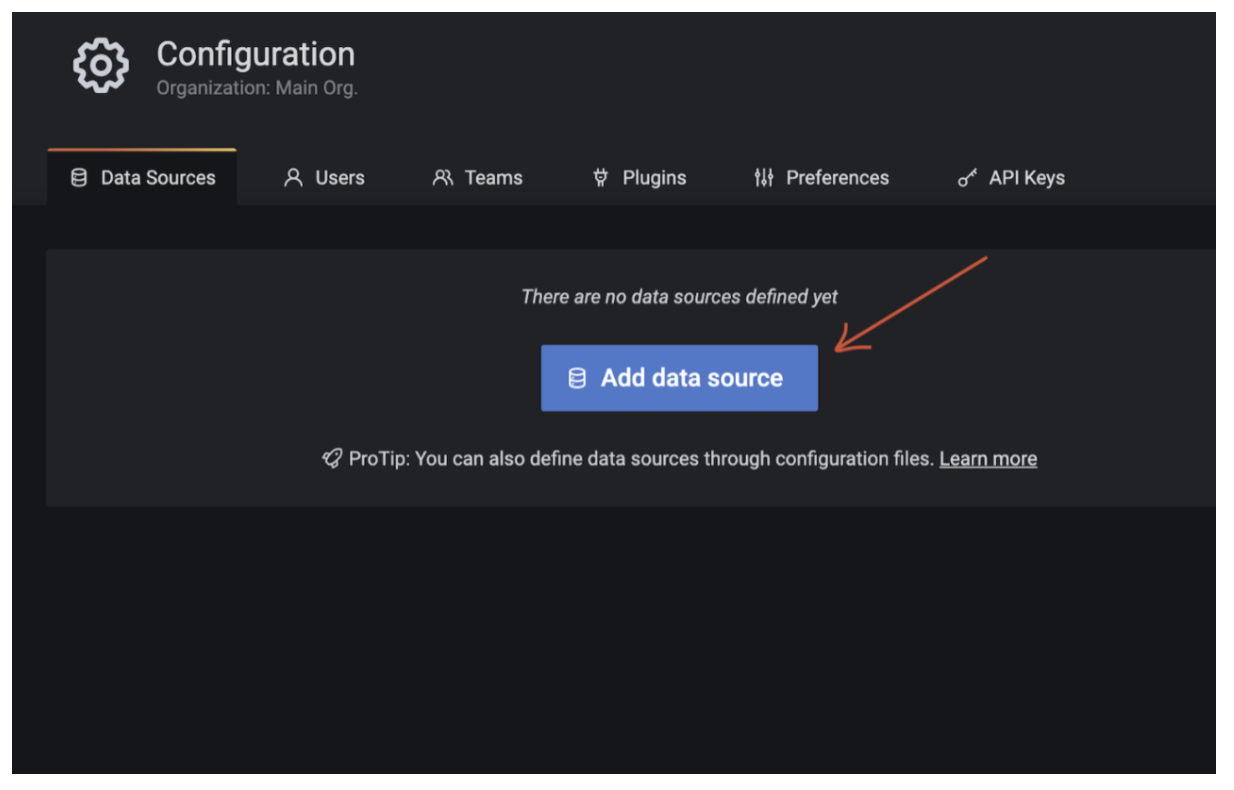 Configuration
Organization: Main Org.
Data Sources Users Teams Plugins Preferences API Keys
There are no data sources defined yet
Add data source
ProTip: You can also define data sources through configuration files. Learn more